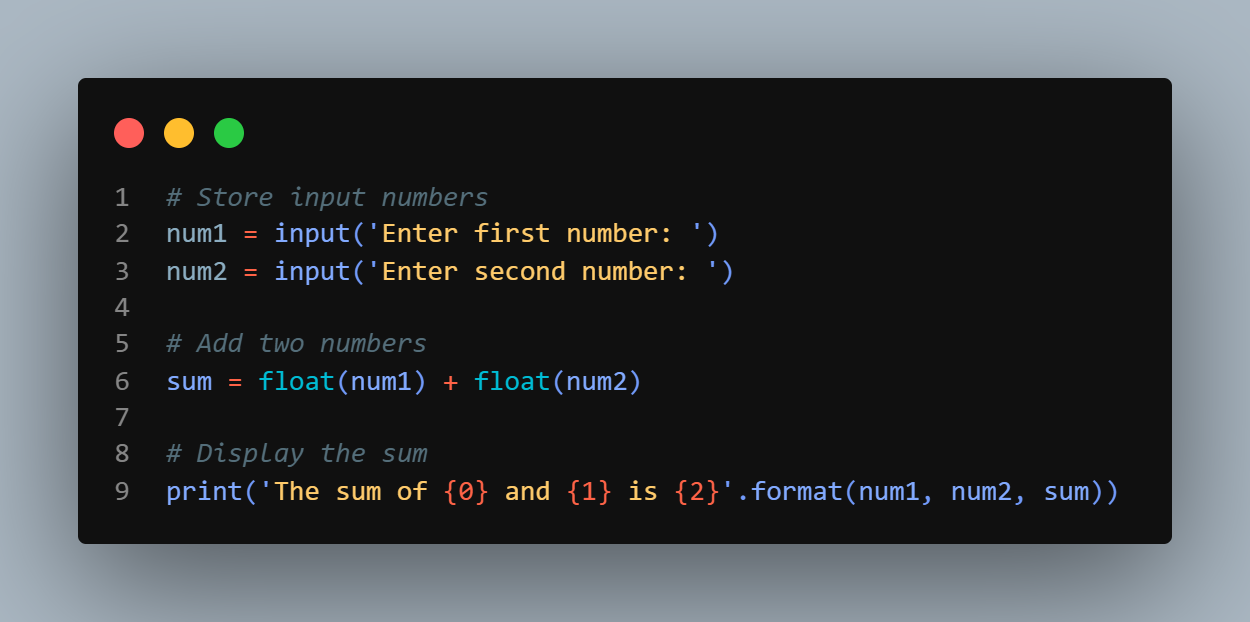 1 # Store input numbers
2 num1 = input('Enter first number: ')
3 num2 = input('Enter second number: ')
4
5 # Add two numbers
6 sum = float(num1) + float(num2)
7
8 # Display the sum
9 print('The sum of {0} and {1} is {2}'.format(num1, num2, sum))